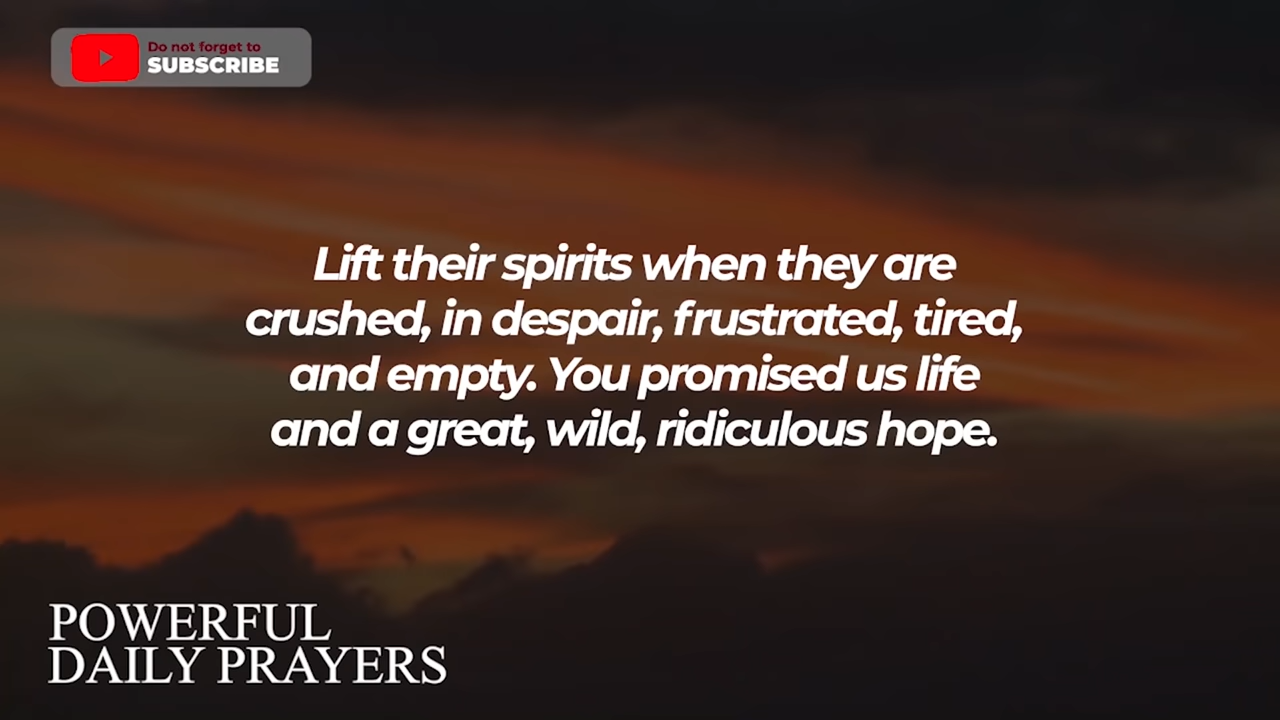 Do not forget to
SUBSCRIBE
Lift their spirits when they are
crushed, in despair, frustrated, tired,
and empty. You promised us life
and a great, wild, ridiculous hope.
POWERFUL
DAILY PRAYERS